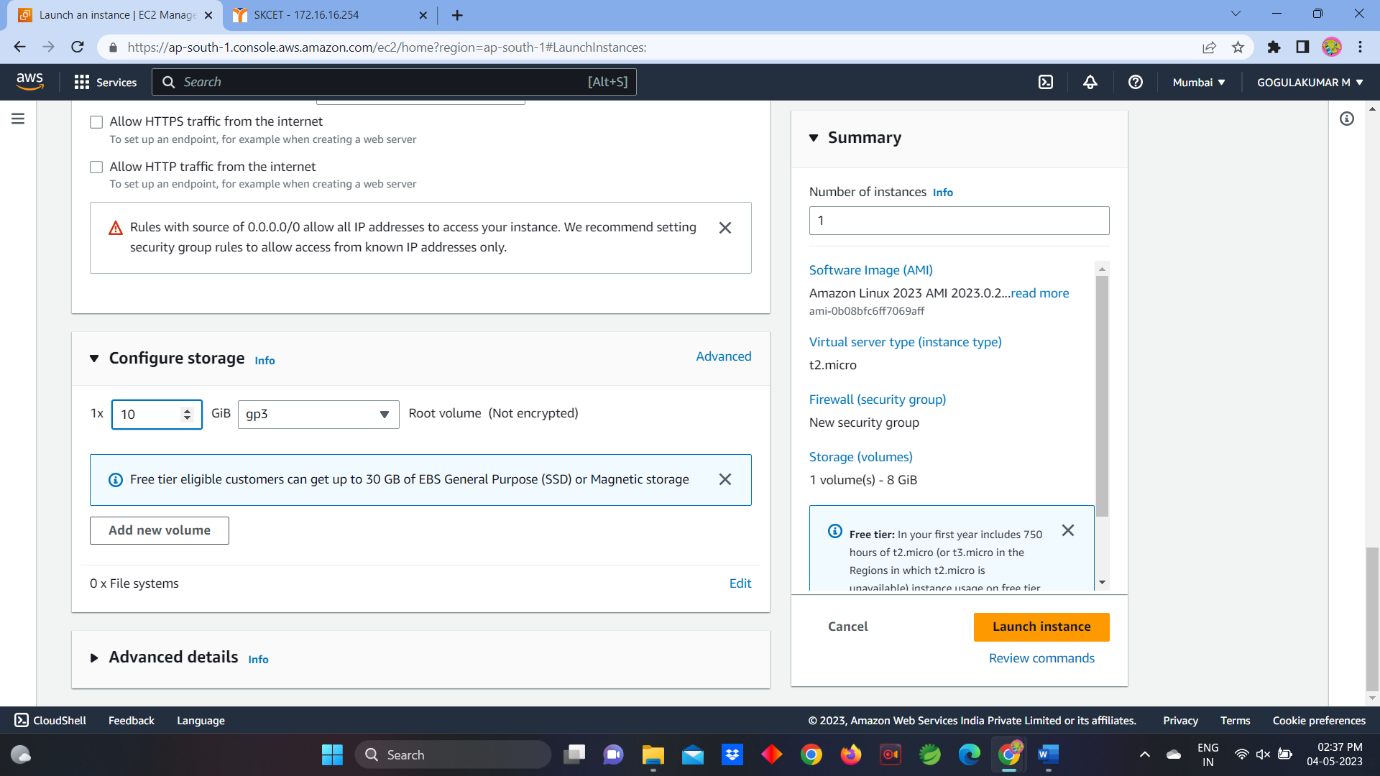 Launch an instance | EC2 Manage
SKCET - 172.16.16.254
https://ap-south-1.console.aws.amazon.com/ec2/home?region=ap-south-1#LaunchInstances:
aws
Services
Search
[Alt+S]
Mumbai
GOGULAKUMAR M
Allow HTTPS traffic from the internet
To set up an endpoint, for example when creating a web server
Allow HTTP traffic from the internet
To set up an endpoint, for example when creating a web server
Rules with source of 0.0.0.0/0 allow all IP addresses to access your instance. We recommend setting
security group rules to allow access from known IP addresses only.
Configure storage Info
Advanced
1x 10 GiB gp3 Root volume (Not encrypted)
Free tier eligible customers can get up to 30 GB of EBS General Purpose (SSD) or Magnetic storage
Add new volume
0 x File systems
Edit
Advanced details Info
Summary
Number of instances Info
1
Software Image (AMI)
Amazon Linux 2023 AMI 2023.0.2...read more
ami-0b08bfc6ff7069aff
Virtual server type (instance type)
t2.micro
Firewall (security group)
New security group
Storage (volumes)
1 volume(s) - 8 GiB
Free tier: In your first year includes 750
hours of t2.micro (or t3.micro in the
Regions in which t2.micro is
unavailable) instance usage on free tier
Cancel
Launch instance
Review commands
CloudShell
Feedback
Language
© 2023, Amazon Web Services India Private Limited or its affiliates.
Privacy
Terms
Cookie preferences
Search
ENG
IN
02:37 PM
04-05-2023